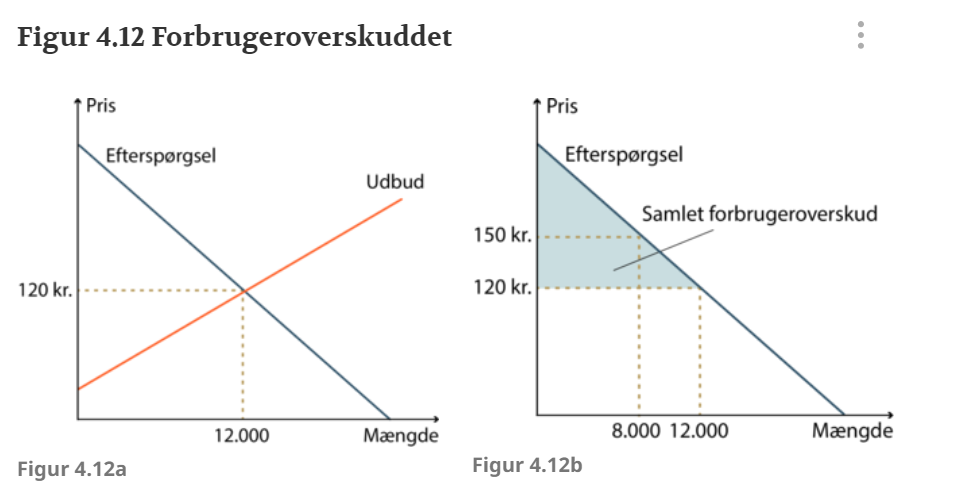 Figur 4.12 Forbrugeroverskuddet
Pris
Efterspørgsel
Udbud
120 kr.
12.000
Mængde
Figur 4.12a
Pris
Efterspørgsel
Samlet forbrugeroverskud
150 kr.
120 kr.
8.000 12.000
Mængde
Figur 4.12b